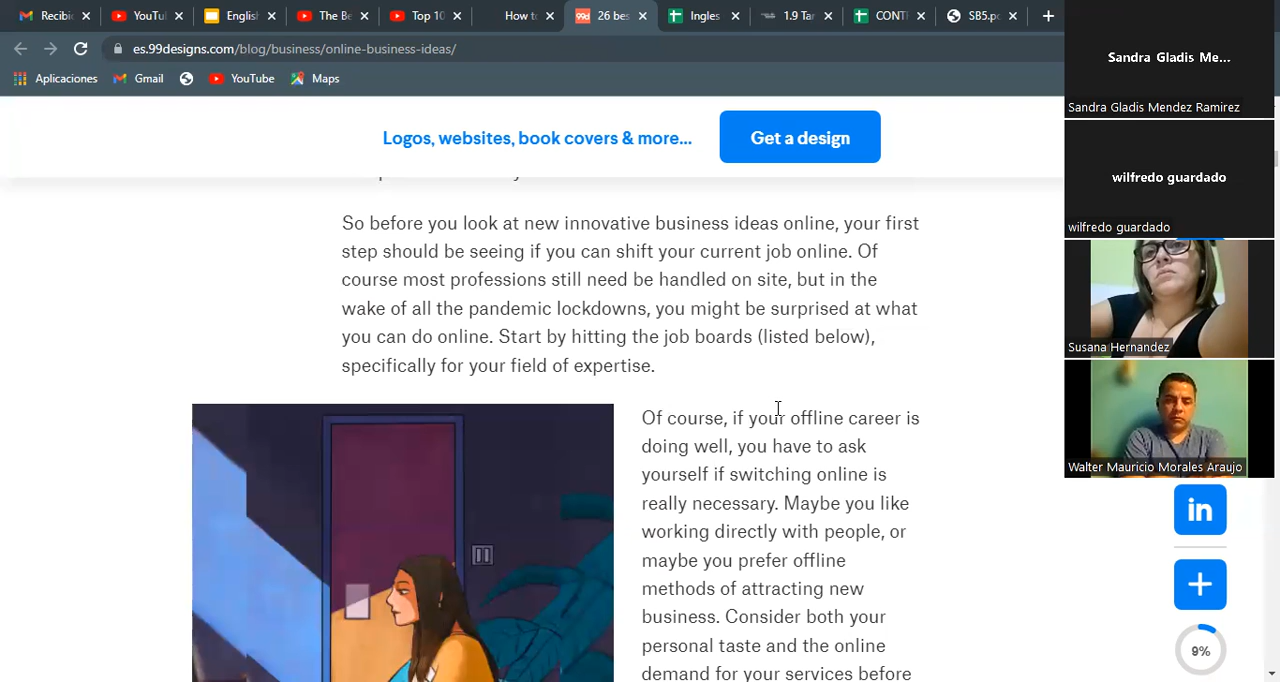 Recibi
YouTu
English
The Be
Top 10
How to
99d
26 bes
Ingles
1.9 Tar
CONT
SB5.pd
es.99designs.com/blog/business/online-business-ideas/
Aplicaciones
Gmail
YouTube
Maps
Logos, websites, book covers & more...
Get a design
So before you look at new innovative business ideas online, your first
step should be seeing if you can shift your current job online. Of
course most professions still need be handled on site, but in the
wake of all the pandemic lockdowns, you might be surprised at what
you can do online. Start by hitting the job boards (listed below),
specifically for your field of expertise.
Of course, if your offline career is
doing well, you have to ask
yourself if switching online is
really necessary. Maybe you like
working directly with people, or
maybe you prefer offline
methods of attracting new
business. Consider both your
personal taste and the online
demand for your services before
Sandra Gladis Me...
Sandra Gladis Mendez Ramirez
wilfredo guardado
wilfredo guardado
Susana Hernandez
Walter Mauricio Morales Araujo
in
9%